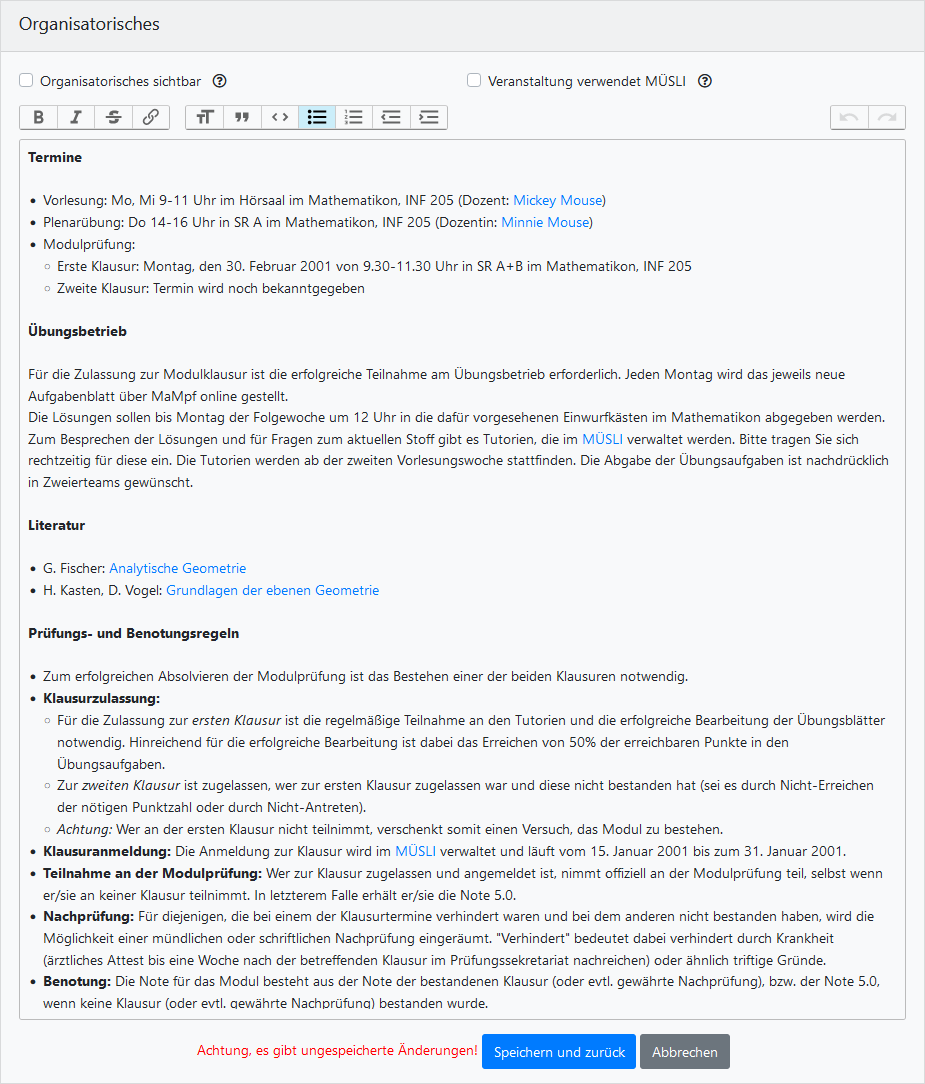 Organisatorisches
Organisatorisches sichtbar
Veranstaltung verwendet MÜSLI
Termine
• Vorlesung: Mo, Mi 9-11 Uhr im Hörsaal im Mathematikon, INF 205 (Dozent: Mickey Mouse)
• Plenarübung: Do 14-16 Uhr in SR A im Mathematikon, INF 205 (Dozentin: Minnie Mouse)
• Modulprüfung:
◦ Erste Klausur: Montag, den 30. Februar 2001 von 9.30-11.30 Uhr in SR A+B im Mathematikon, INF 205
◦ Zweite Klausur: Termin wird noch bekanntgegeben
Übungsbetrieb
Für die Zulassung zur Modulklausur ist die erfolgreiche Teilnahme am Übungsbetrieb erforderlich. Jeden Montag wird das jeweils neue
Aufgabenblatt über MaMpf online gestellt.
Die Lösungen sollen bis Montag der Folgewoche um 12 Uhr in die dafür vorgesehenen Einwurfkästen im Mathematikon abgegeben werden.
Zum Besprechen der Lösungen und für Fragen zum aktuellen Stoff gibt es Tutorien, die im MÜSLI verwaltet werden. Bitte tragen Sie sich
rechtzeitig für diese ein. Die Tutorien werden ab der zweiten Vorlesungswoche stattfinden. Die Abgabe der Übungsaufgaben ist nachdrücklich
in Zweierteams gewünscht.
Literatur
• G. Fischer: Analytische Geometrie
• H. Kasten, D. Vogel: Grundlagen der ebenen Geometrie
Prüfungs- und Benotungsregeln
• Zum erfolgreichen Absolvieren der Modulprüfung ist das Bestehen einer der beiden Klausuren notwendig.
• Klausurzulassung:
◦ Für die Zulassung zur ersten Klausur ist die regelmäßige Teilnahme an den Tutorien und die erfolgreiche Bearbeitung der Übungsblätter
notwendig. Hinreichend für die erfolgreiche Bearbeitung ist dabei das Erreichen von 50% der erreichbaren Punkte in den
Übungsaufgaben.
◦ Zur zweiten Klausur ist zugelassen, wer zur ersten Klausur zugelassen war und diese nicht bestanden hat (sei es durch Nicht-Erreichen
der nötigen Punktzahl oder durch Nicht-Antreten).
◦ Achtung: Wer an der ersten Klausur nicht teilnimmt, verschenkt somit einen Versuch, das Modul zu bestehen.
• Klausuranmeldung: Die Anmeldung zur Klausur wird im MÜSLI verwaltet und läuft vom 15. Januar 2001 bis zum 31. Januar 2001.
• Teilnahme an der Modulprüfung: Wer zur Klausur zugelassen und angemeldet ist, nimmt offiziell an der Modulprüfung teil, selbst wenn
er/sie an keiner Klausur teilnimmt. In letzterem Falle erhält er/sie die Note 5.0.
• Nachprüfung: Für diejenigen, die bei einem der Klausurtermine verhindert waren und bei dem anderen nicht bestanden haben, wird die
Möglichkeit einer mündlichen oder schriftlichen Nachprüfung eingeräumt. "Verhindert" bedeutet dabei verhindert durch Krankheit
(ärztliches Attest bis eine Woche nach der betreffenden Klausur im Prüfungssekretariat nachreichen) oder ähnlich triftige Gründe.
• Benotung: Die Note für das Modul besteht aus der Note der bestandenen Klausur (oder evtl. gewährte Nachprüfung), bzw. der Note 5.0,
wenn keine Klausur (oder evtl. gewährte Nachprüfung) bestanden wurde.
Achtung, es gibt ungespeicherte Änderungen! Speichern und zurück Abbrechen